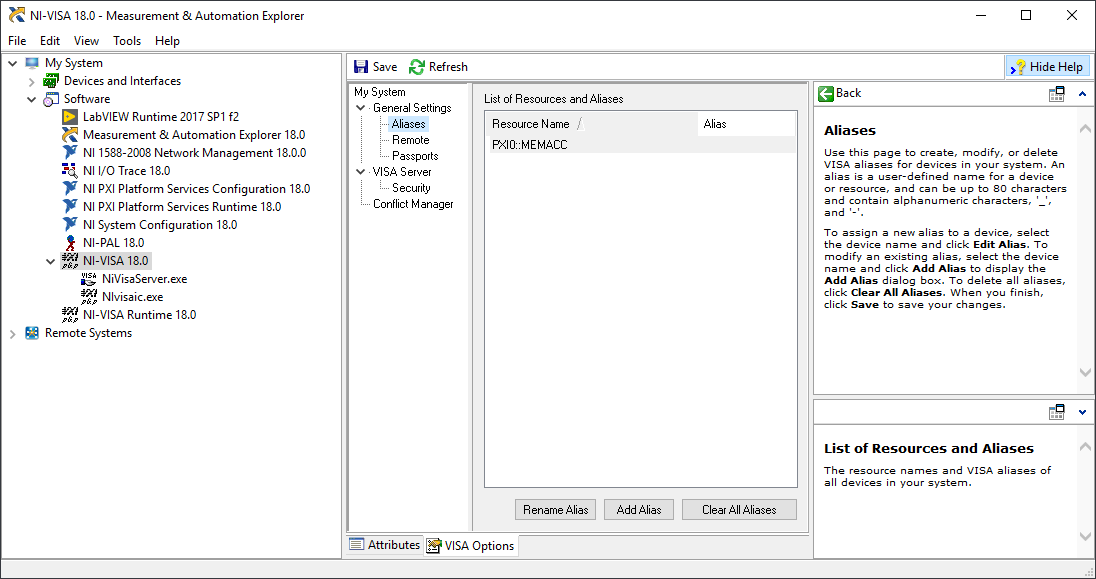 NI-VISA 18.0 - Measurement & Automation Explorer
File Edit View Tools Help
My System
Devices and Interfaces
Software
LabVIEW Runtime 2017 SP1 f2
Measurement & Automation Explorer 18.0
NI 1588-2008 Network Management 18.0.0
NI I/O Trace 18.0
NI PXI Platform Services Configuration 18.0
NI PXI Platform Services Runtime 18.0
NI System Configuration 18.0
NI-PAL 18.0
NI-VISA 18.0
NiVisaServer.exe
NIvisaic.exe
NI-VISA Runtime 18.0
Remote Systems
Save Refresh
Hide Help
My System
General Settings
Aliases
Remote
Passports
VISA Server
Security
Conflict Manager
List of Resources and Aliases
Resource Name / Alias
PXI0::MEMACC
Rename Alias Add Alias Clear All Aliases
Attributes VISA Options
Back
Aliases
Use this page to create, modify, or delete
VISA aliases for devices in your system. An
alias is a user-defined name for a device
or resource, and can be up to 80 characters
and contain alphanumeric characters, '_',
and '-'.
To assign a new alias to a device, select
the device name and click Edit Alias. To
modify an existing alias, select the device
name and click Add Alias to display the
Add Alias dialog box. To delete all aliases,
click Clear All Aliases. When you finish,
click Save to save your changes.
List of Resources and Aliases
The resource names and VISA aliases of
all devices in your system.